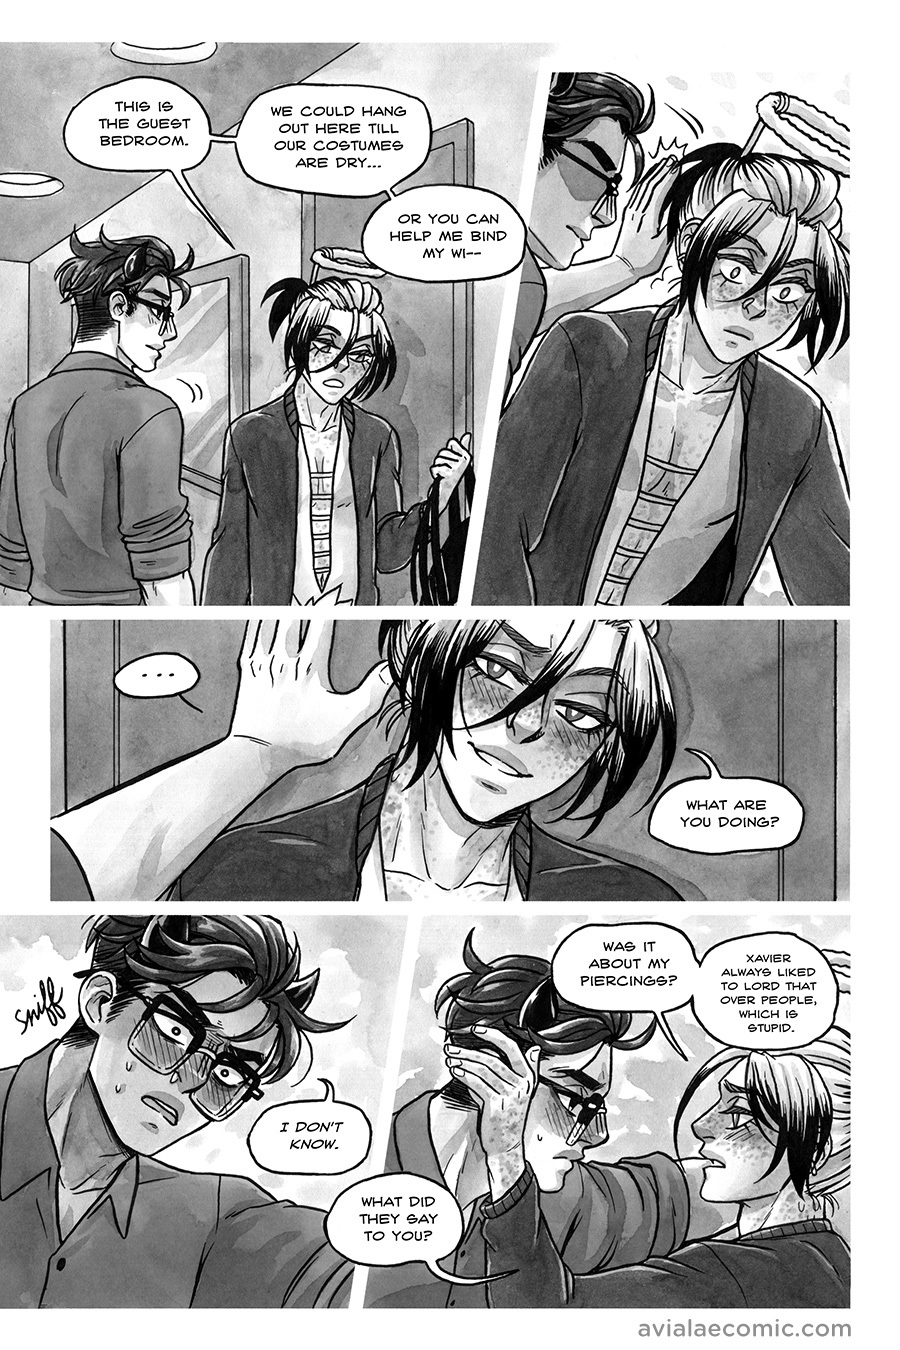 THIS IS
THE GUEST
BEDROOM.
WE COULD HANG
OUT HERE TILL
OUR COSTUMES
ARE DRY...
OR YOU CAN
HELP ME BIND
MY WI--
....
WHAT ARE
YOU DOING?
sniff
I DON'T
KNOW.
WHAT DID
THEY SAY
TO YOU?
WAS IT
ABOUT MY
PIERCINGS?
XAVIER
ALWAYS LIKED
TO LORD THAT
OVER PEOPLE,
WHICH IS
STUPID.
avialaecomic.com